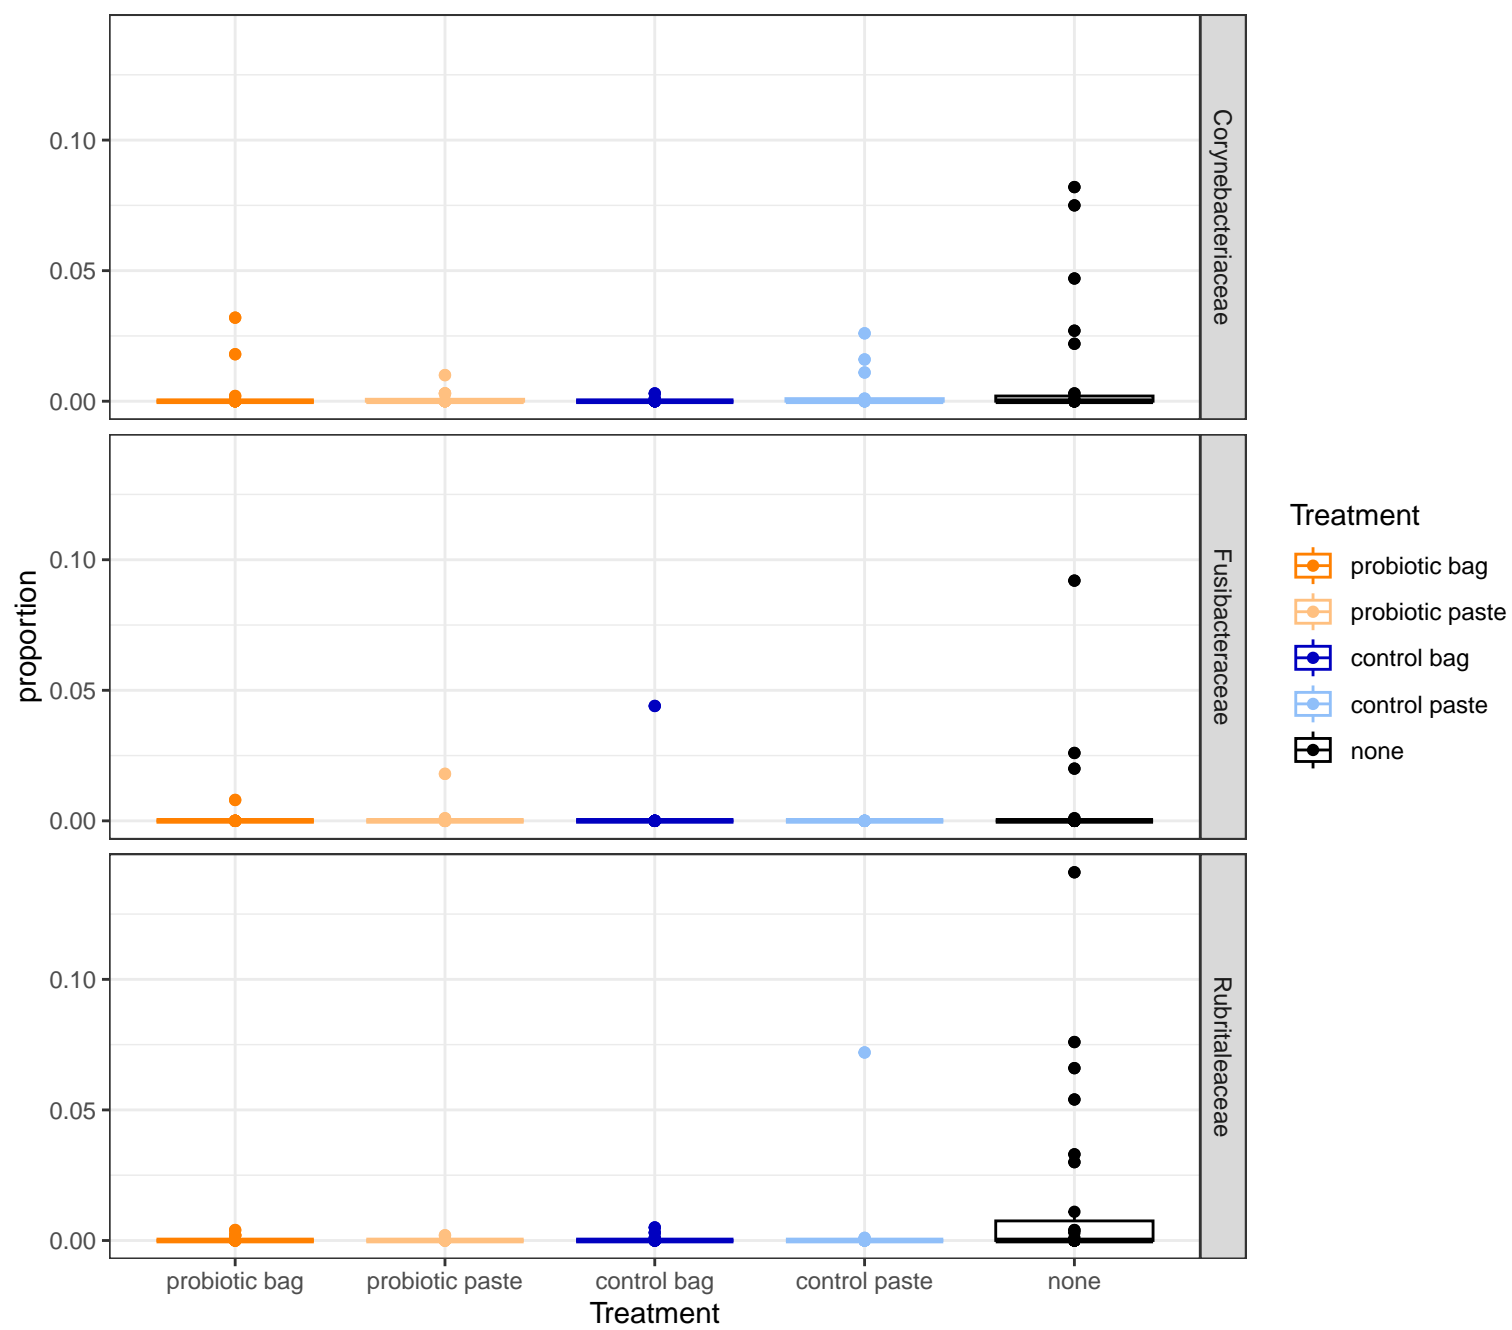 0.10
0.05
0.00
Corynebacteriaceae
0.10
0.05
0.00
Fusibacteraceae
0.10
0.05
0.00
Rubritaleaceae
proportion
probiotic bag
probiotic paste
control bag
control paste
none
Treatment
Treatment
probiotic bag
probiotic paste
control bag
control paste
none